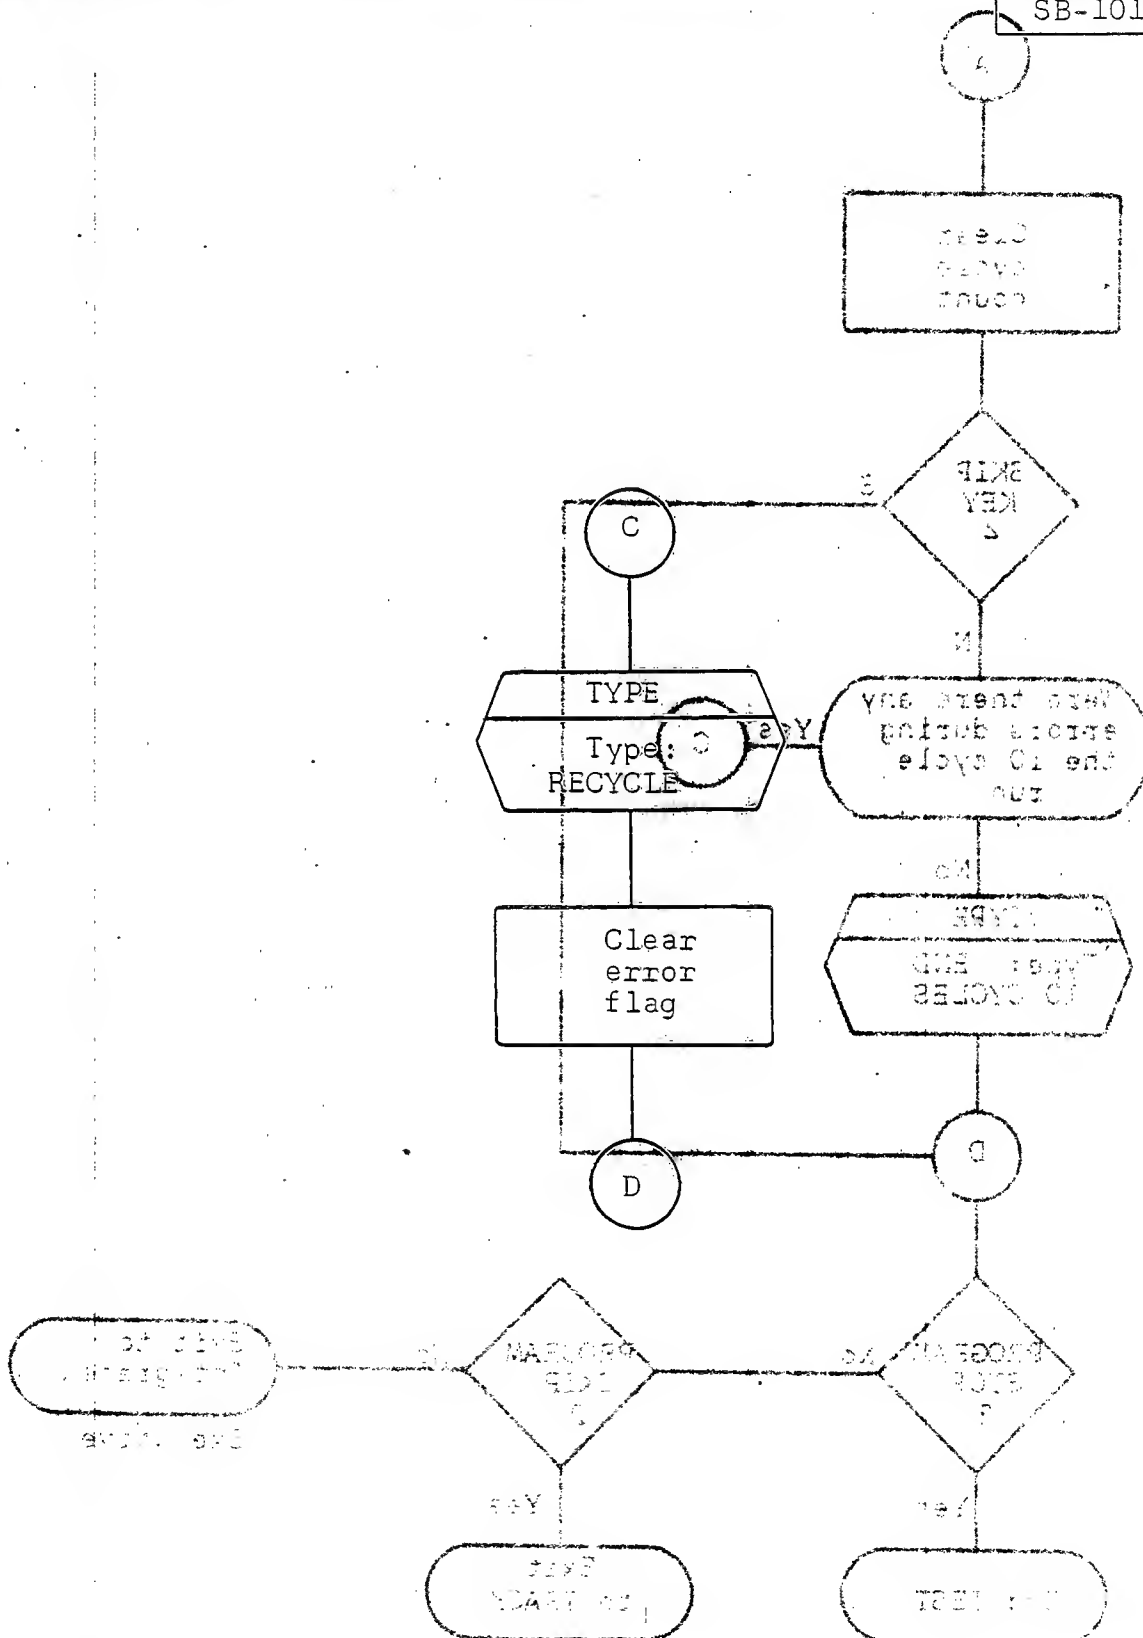 SB-101
A
Clear
cycle
count
SKIP
KEY
4
C
N
TYPE
Type:
RECYCLE
Were there any
errors during
the 10 cycle
run
Yes
C
No
TYPE
Type: END
10 CYCLES
Clear
error
flag
D
D
PROGRAM
STOP
?
No
PROGRAM
SKIP
?
No
Exit to
Yes
Yes
Exit
to
TEST